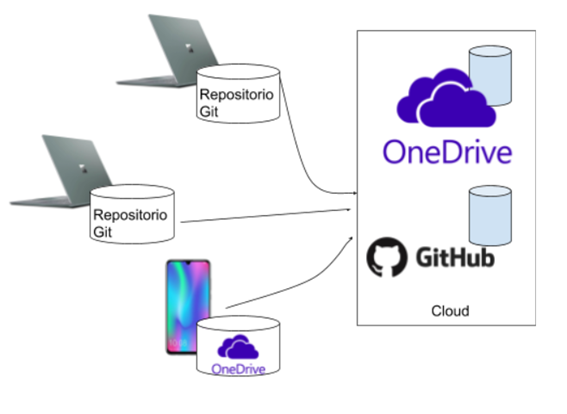 Repositorio
Git
OneDrive
Repositorio
Git
GitHub
OneDrive
Cloud